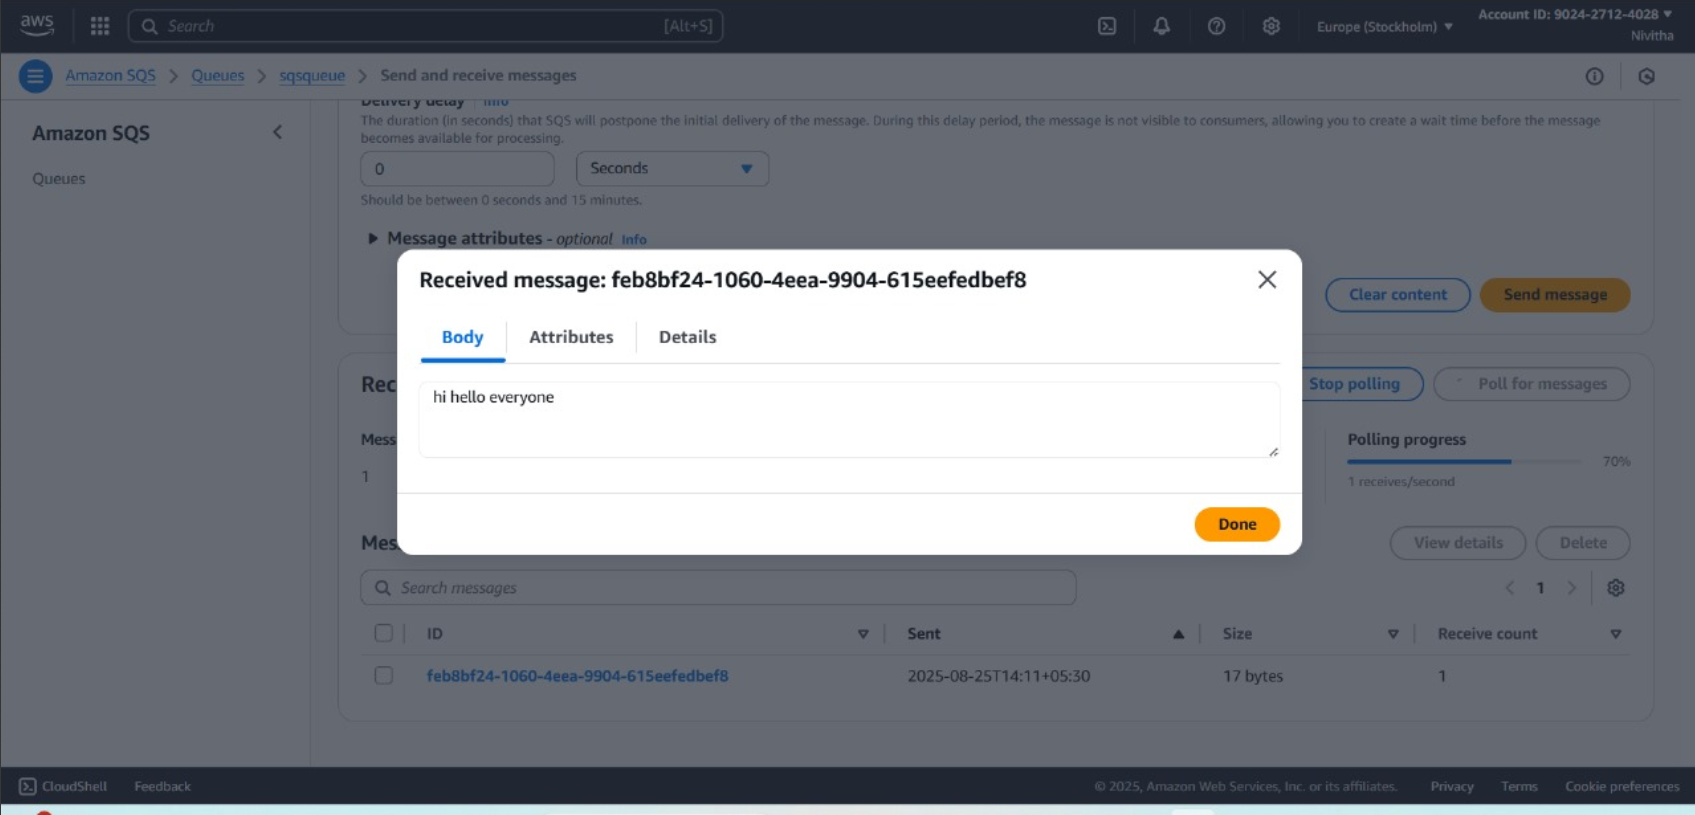 aws
Search [Alt+S]
Europe (Stockholm)
Account ID: 9024-2712-4028
Nivitha
Amazon SQS Queues sqsqueue Send and receive messages
Amazon SQS
Queues
Delivery delay Info
The duration (in seconds) that SQS will postpone the initial delivery of the message. During this delay period, the message is not visible to consumers, allowing you to create a wait time before the message
becomes available for processing.
0 Seconds
Should be between 0 seconds and 15 minutes.
Message attributes - optional Info
Clear content Send message
Received message: feb8bf24-1060-4eea-9904-615eefedbef8
Body Attributes Details
hi hello everyone
Done
Rec
Stop polling Poll for messages
Mess
1
Polling progress
70%
1 receives/second
Mes
View details Delete
Search messages
1
ID Sent Size Receive count
feb8bf24-1060-4eea-9904-615eefedbef8 2025-08-25T14:11+05:30 17 bytes 1
CloudShell Feedback © 2025, Amazon Web Services, Inc. or its affiliates. Privacy Terms Cookie preferences